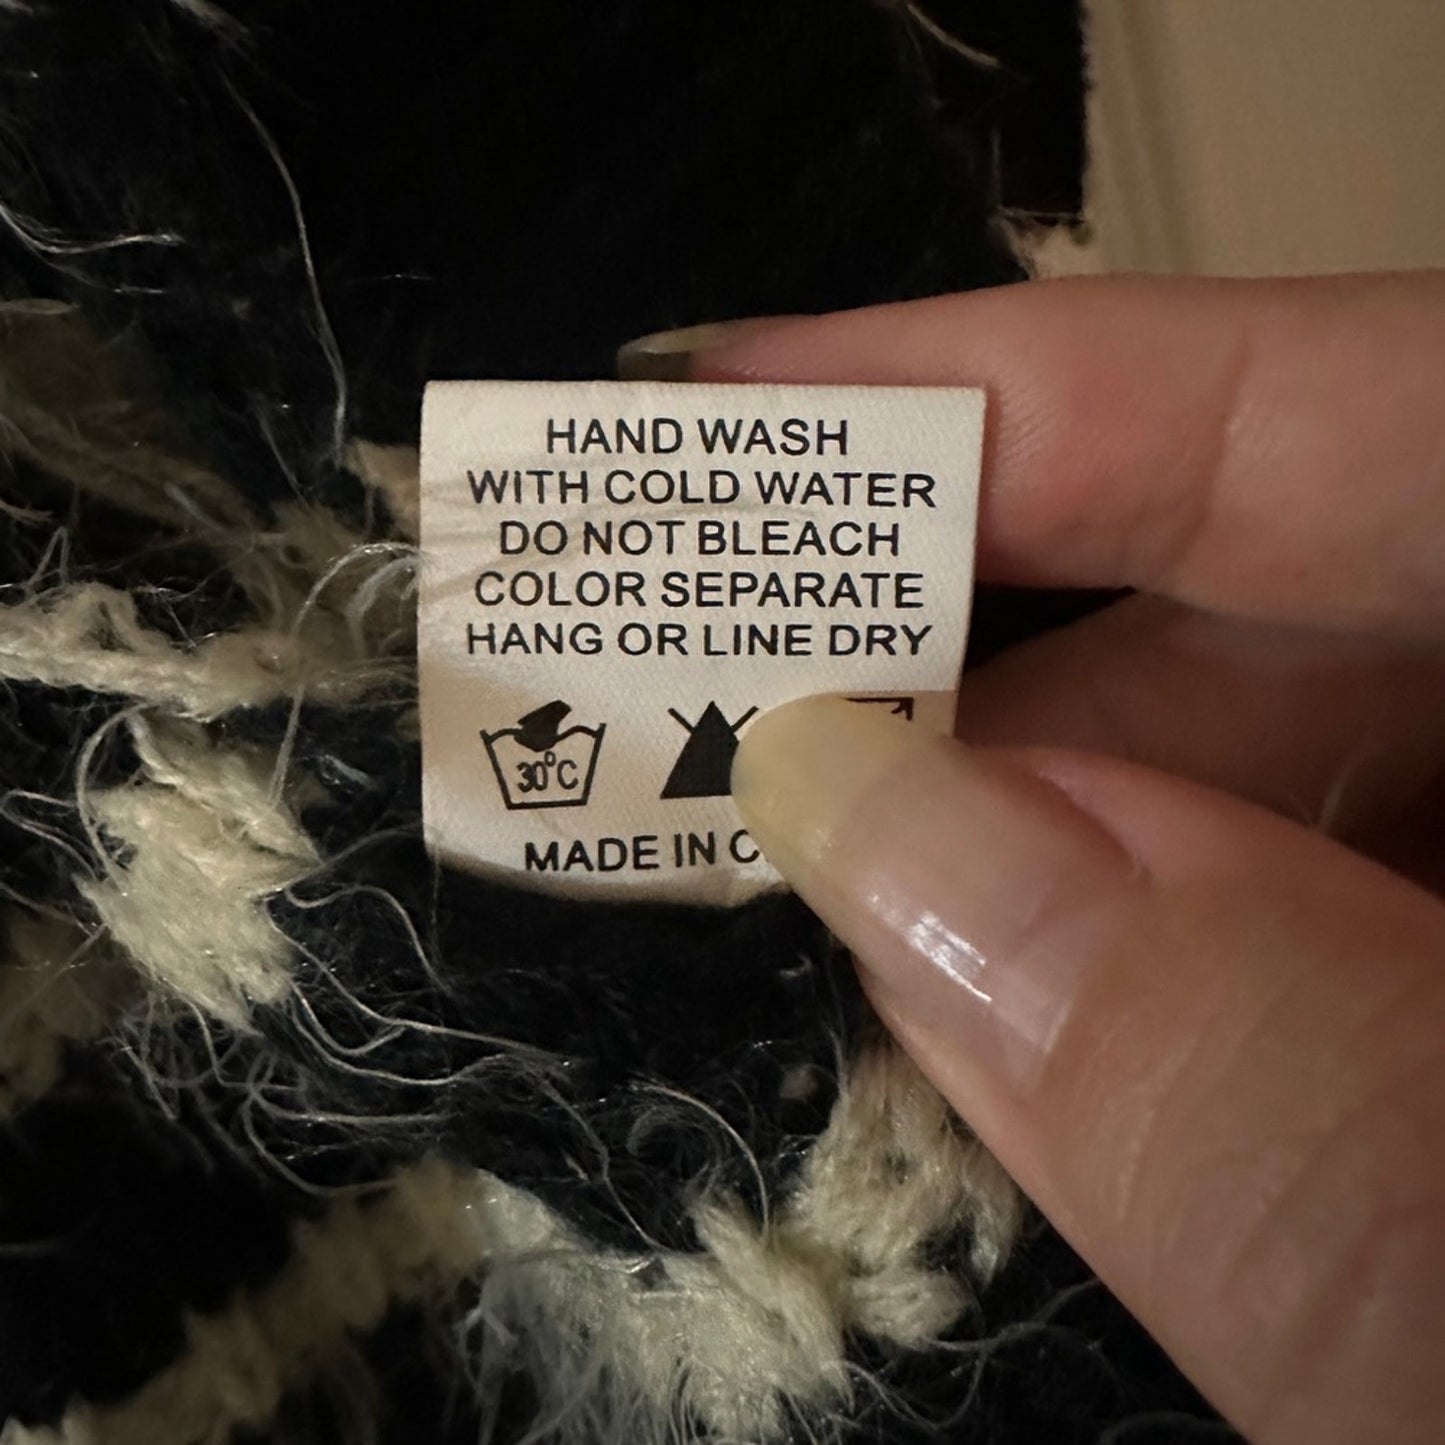 HAND WASH
WITH COLD WATER
DO NOT BLEACH
COLOR SEPARATE
HANG OR LINE DRY
30°C
MADE IN